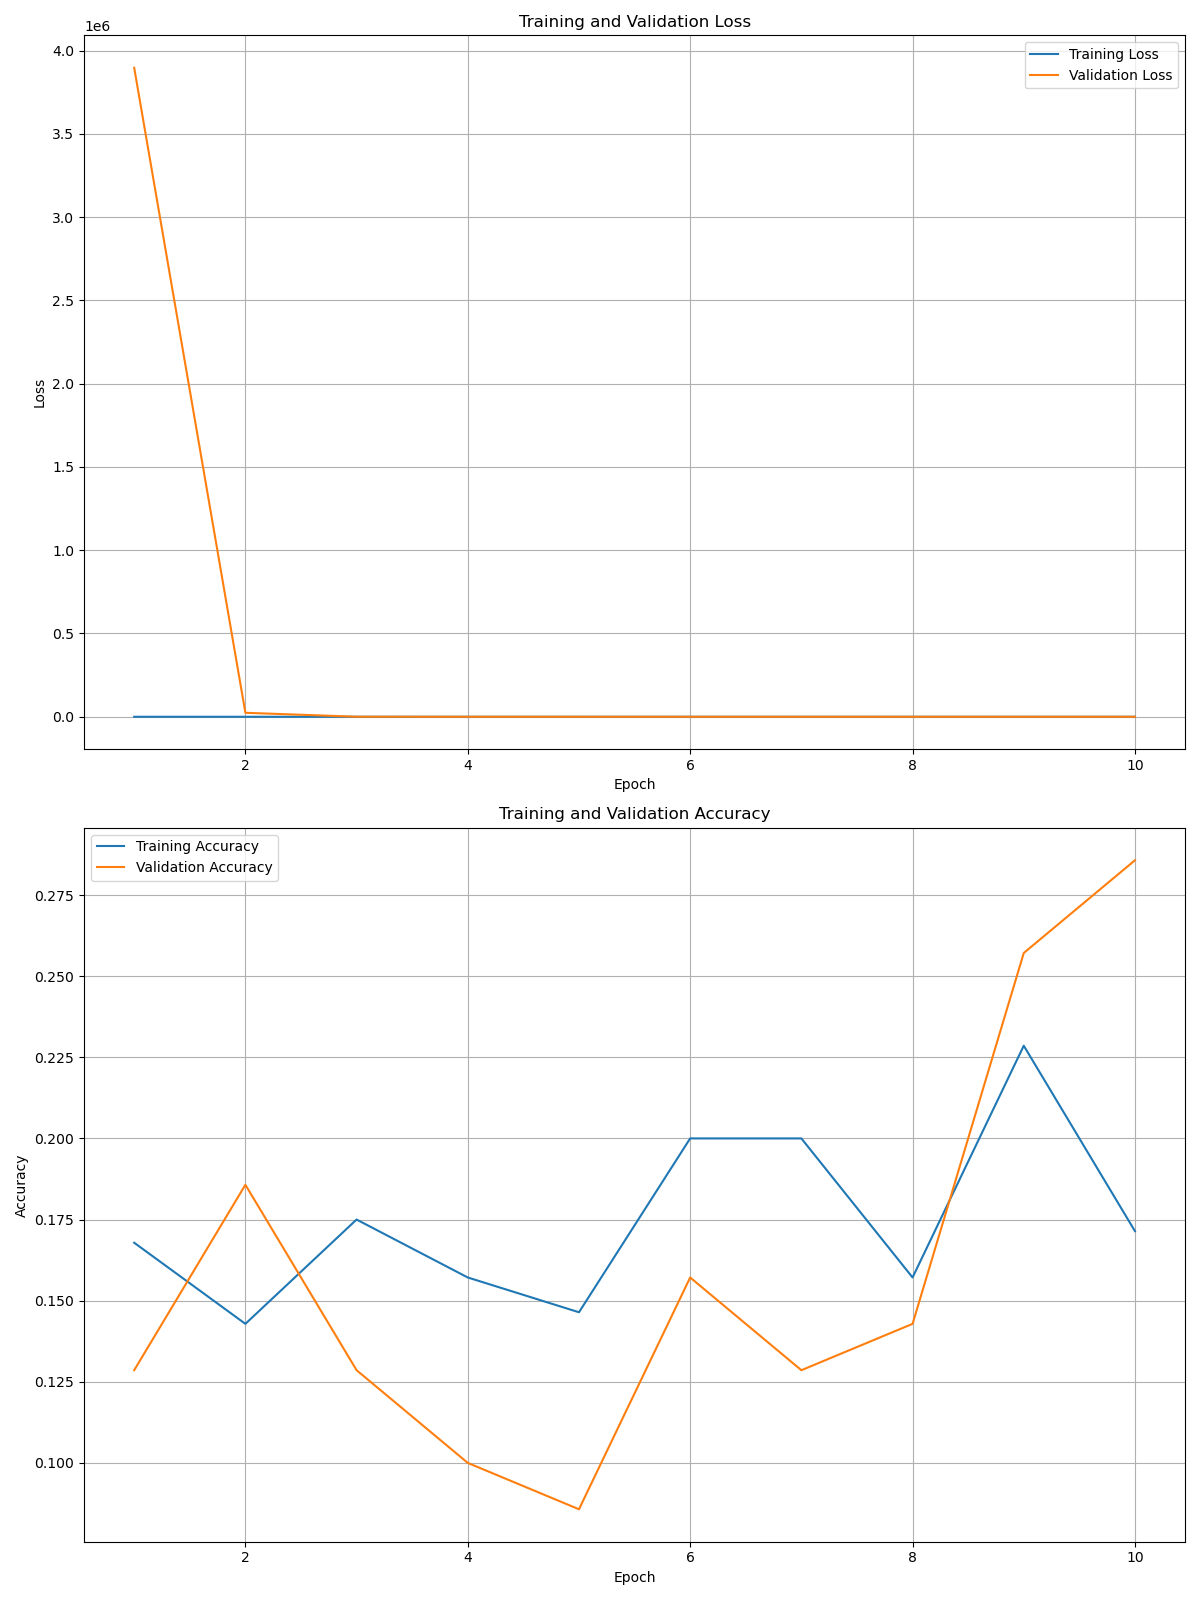 Training and Validation Loss
1e6
Training Loss
Validation Loss
4.0
3.5
3.0
2.5
2.0
1.5
1.0
0.5
0.0
Loss
2 4 6 8 10
Epoch
Training and Validation Accuracy
Training Accuracy
Validation Accuracy
0.275
0.250
0.225
0.200
0.175
0.150
0.125
0.100
Accuracy
2 4 6 8 10
Epoch